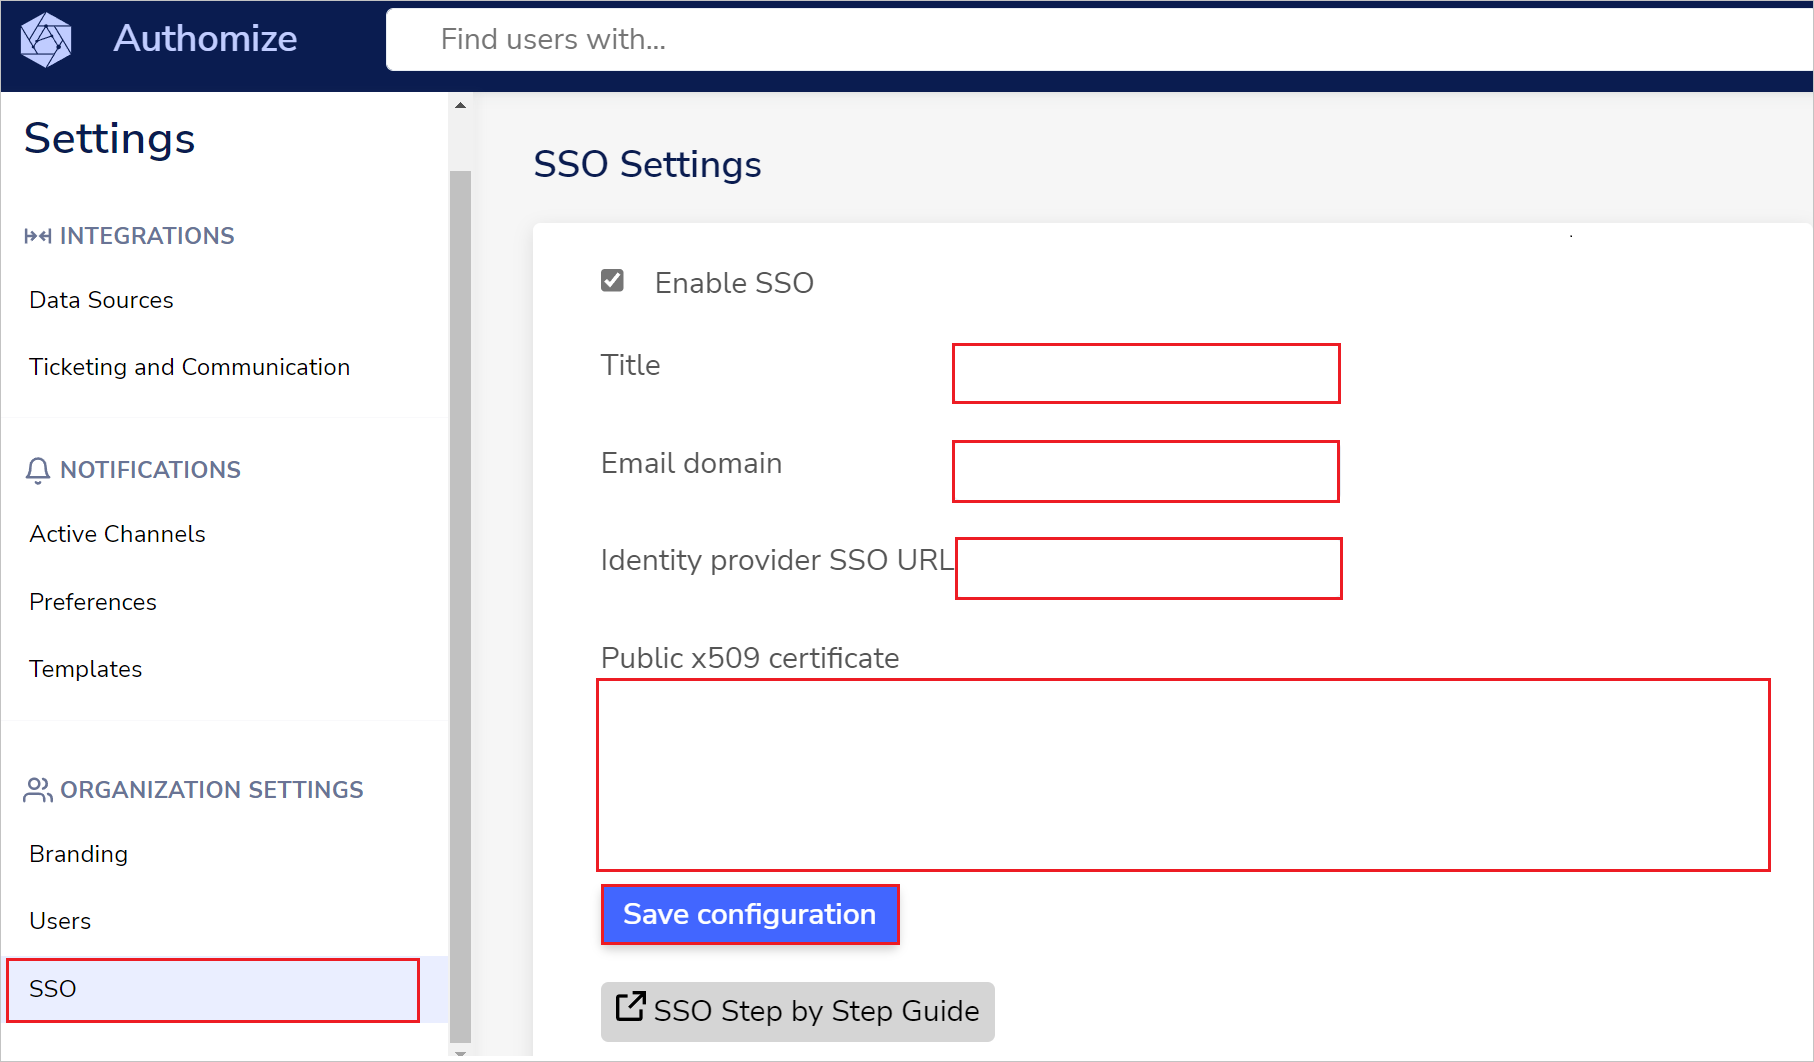 Authomize
Find users with...
Settings
INTEGRATIONS
Data Sources
Ticketing and Communication
NOTIFICATIONS
Active Channels
Preferences
Templates
ORGANIZATION SETTINGS
Branding
Users
SSO
SSO Settings
Enable SSO
Title
Email domain
Identity provider SSO URL
Public x509 certificate
Save configuration
SSO Step by Step Guide